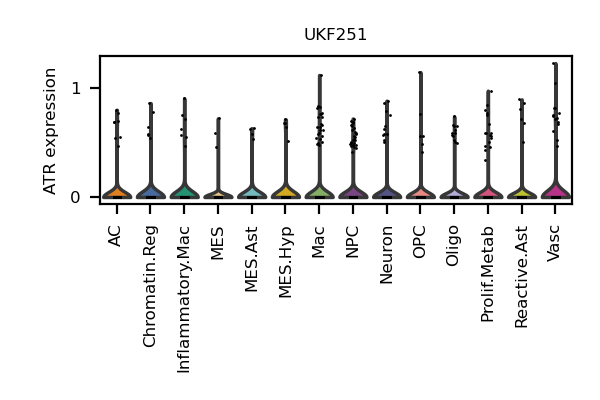 UKF251
ATR expression
1
0
AC
Chromatin.Reg
Inflammatory.Mac
MES
MES.Ast
MES.Hyp
Mac
NPC
Neuron
OPC
Oligo
Prolif.Metab
Reactive.Ast
Vasc